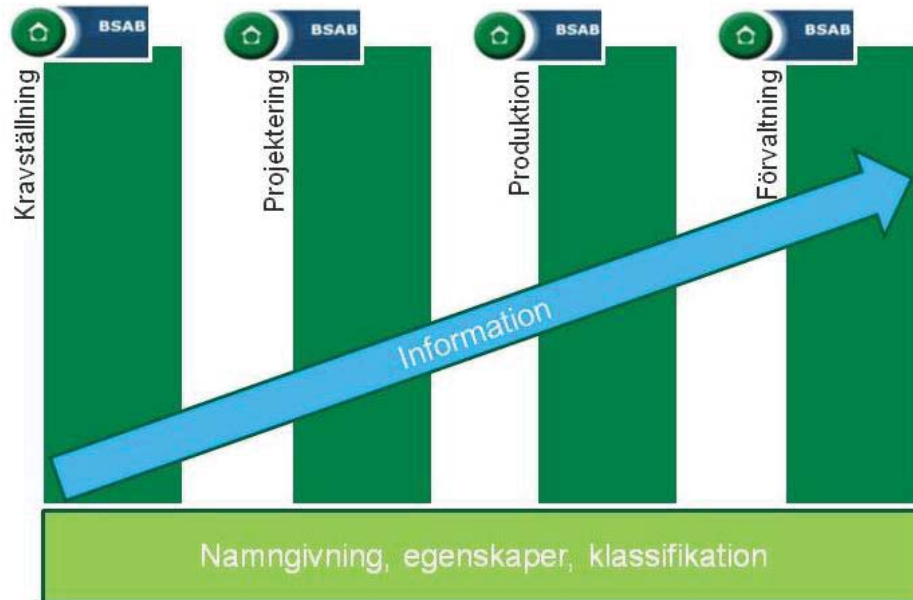 BSAB
BSAB
BSAB
BSAB
Kravställning
Projektering
Produktion
Förvaltning
Information
Namngivning, egenskaper, klassifikation